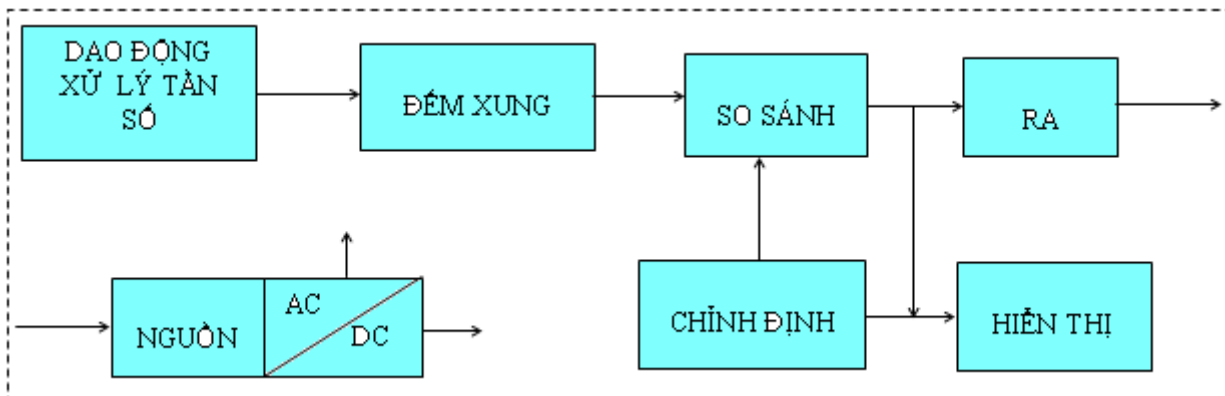 DAO ĐỘNG
XỬ LÝ TẦN
SỐ
ĐẾM XUNG
SO SÁNH
RA
NGUỒN
AC
DC
CHỈNH ĐỊNH
HIỂN THỊ